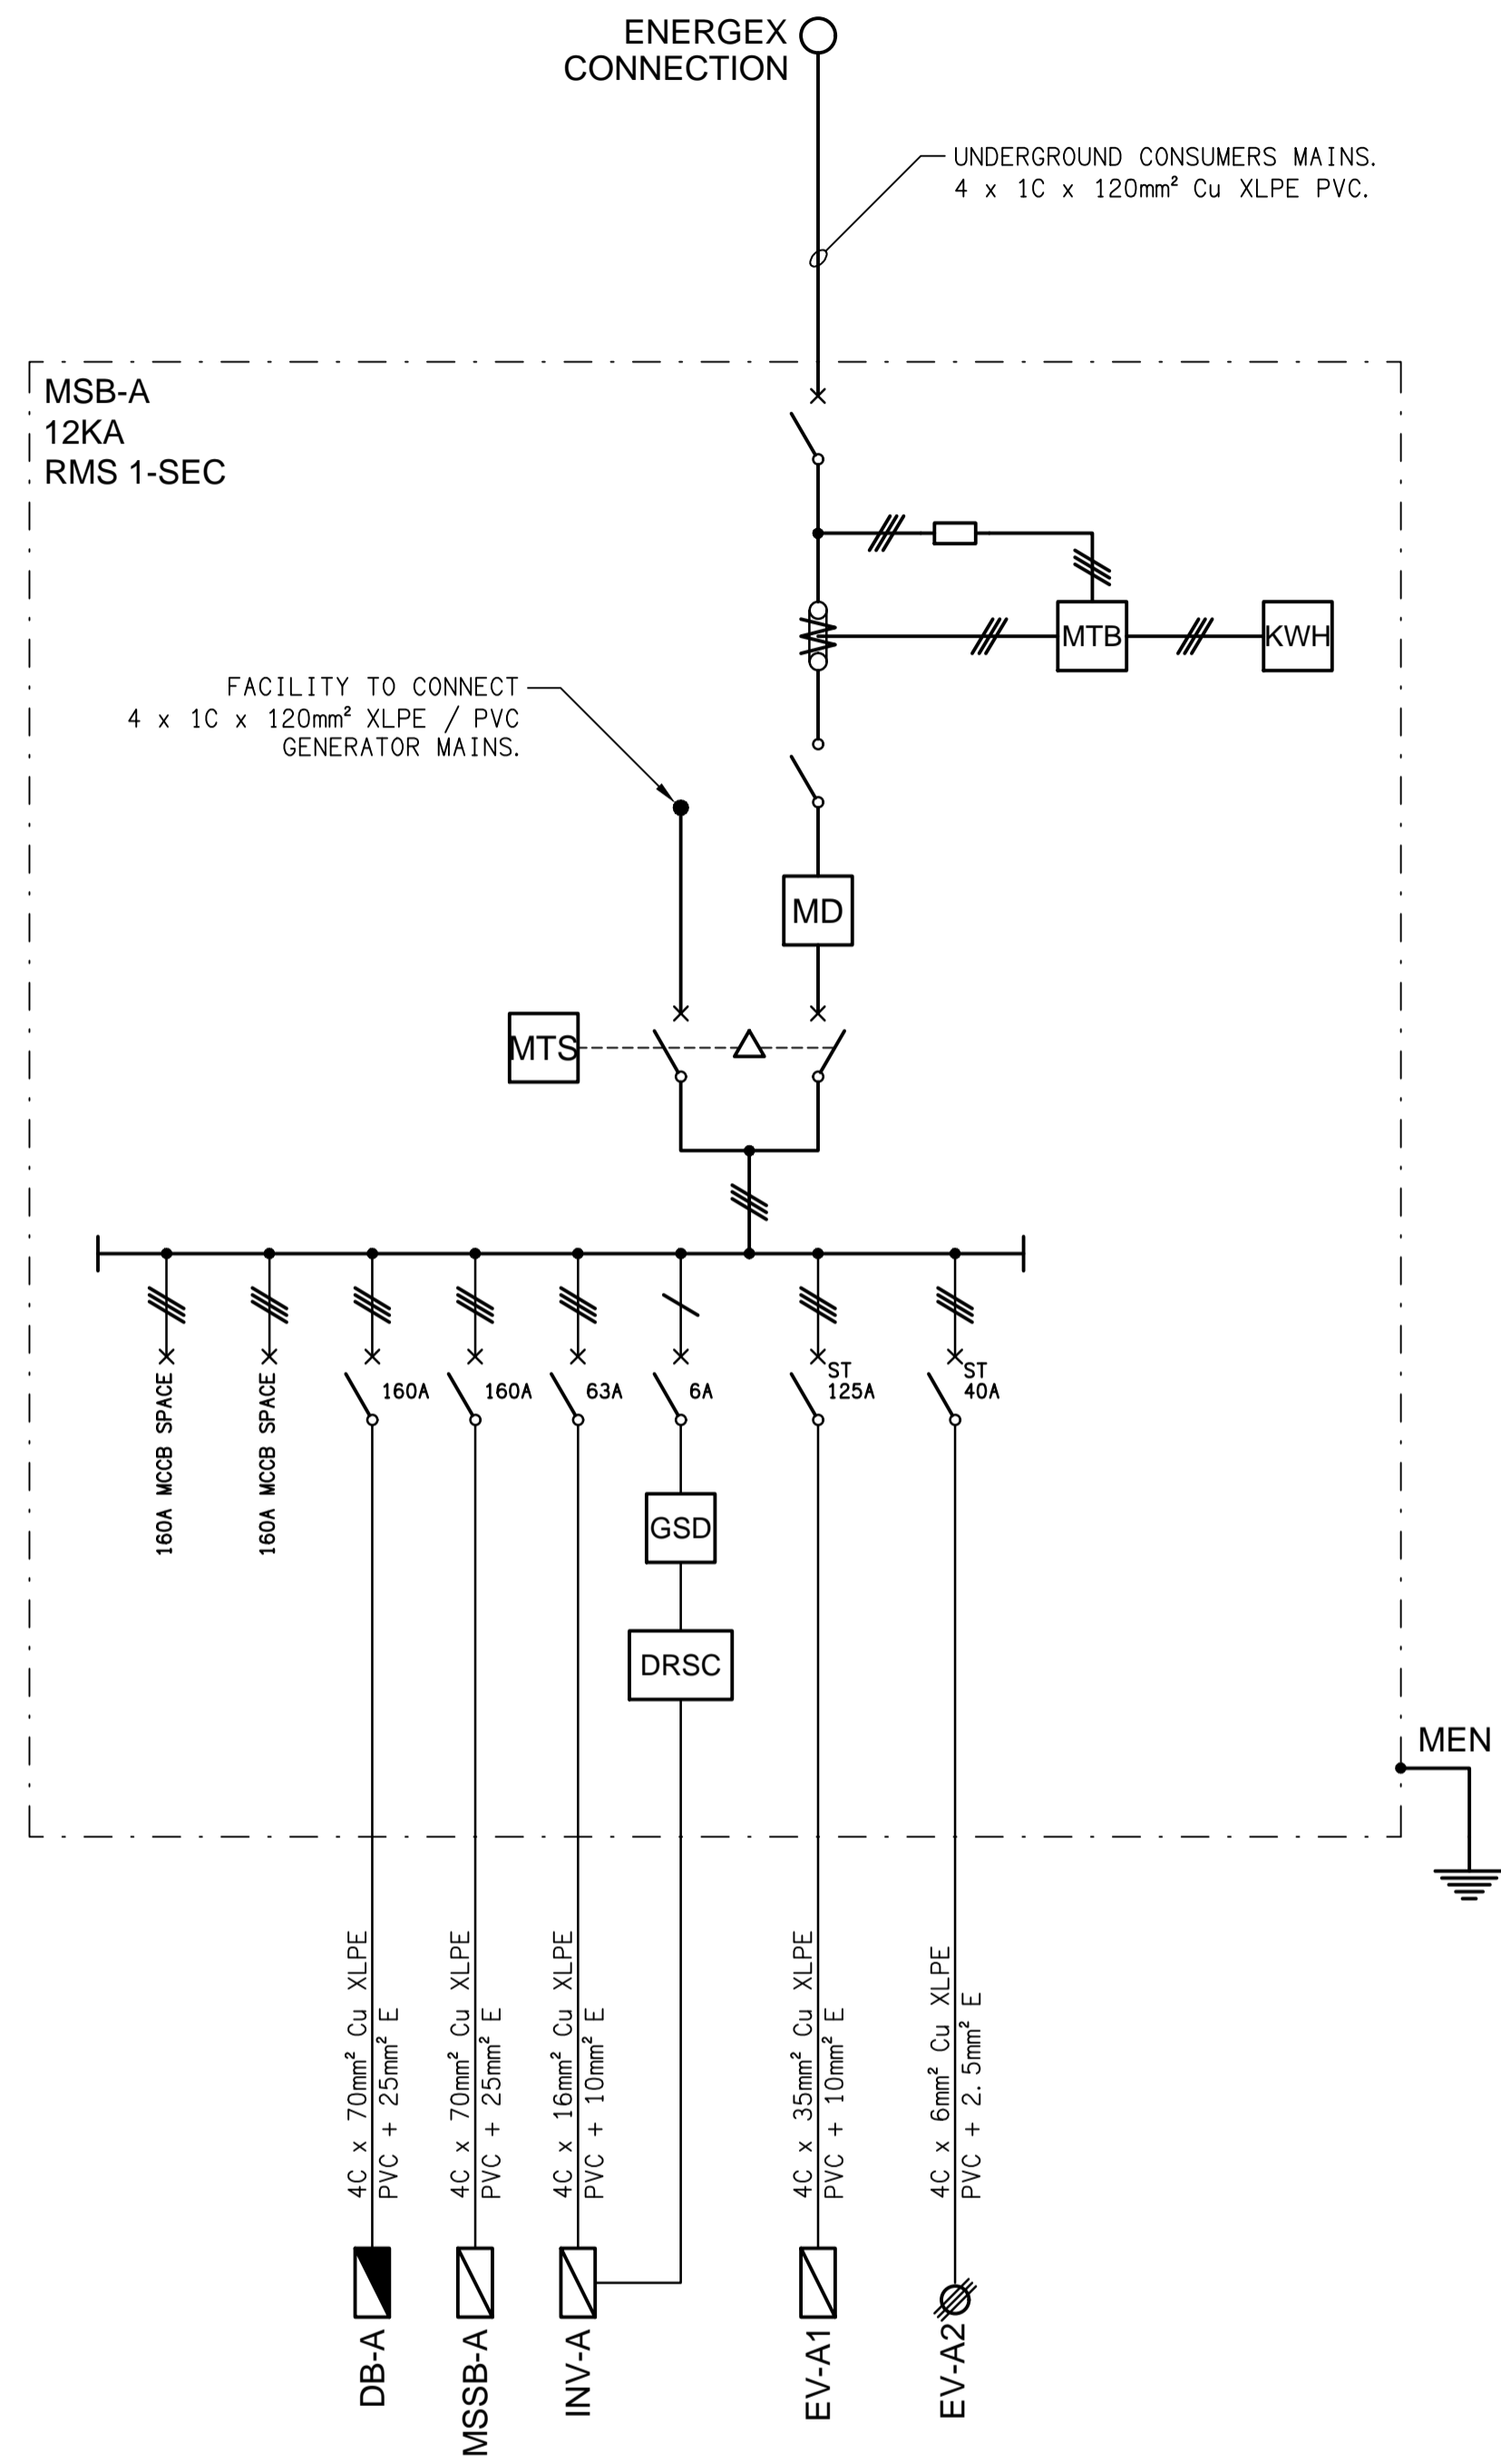 ENERGEX
CONNECTION
UNDERGROUND CONSUMERS MAINS.
4 x 1C x 120mm² Cu XLPE PVC.
MSB-A
12KA
RMS 1-SEC
MTB
KWH
FACILITY TO CONNECT
4 x 1C x 120mm² XLPE / PVC
GENERATOR MAINS.
MD
MTS
160A MCCB SPACE
160A MCCB SPACE
160A
160A
63A
6A
ST
125A
ST
40A
GSD
DRSC
MEN
4C x 70mm² Cu XLPE
PVC + 25mm² E
4C x 70mm² Cu XLPE
PVC + 25mm² E
4C x 16mm² Cu XLPE
PVC + 10mm² E
4C x 35mm² Cu XLPE
PVC + 10mm² E
4C x 6mm² Cu XLPE
PVC + 2.5mm² E
DB-A
MSSB-A
INV-A
EV-A1
EV-A2